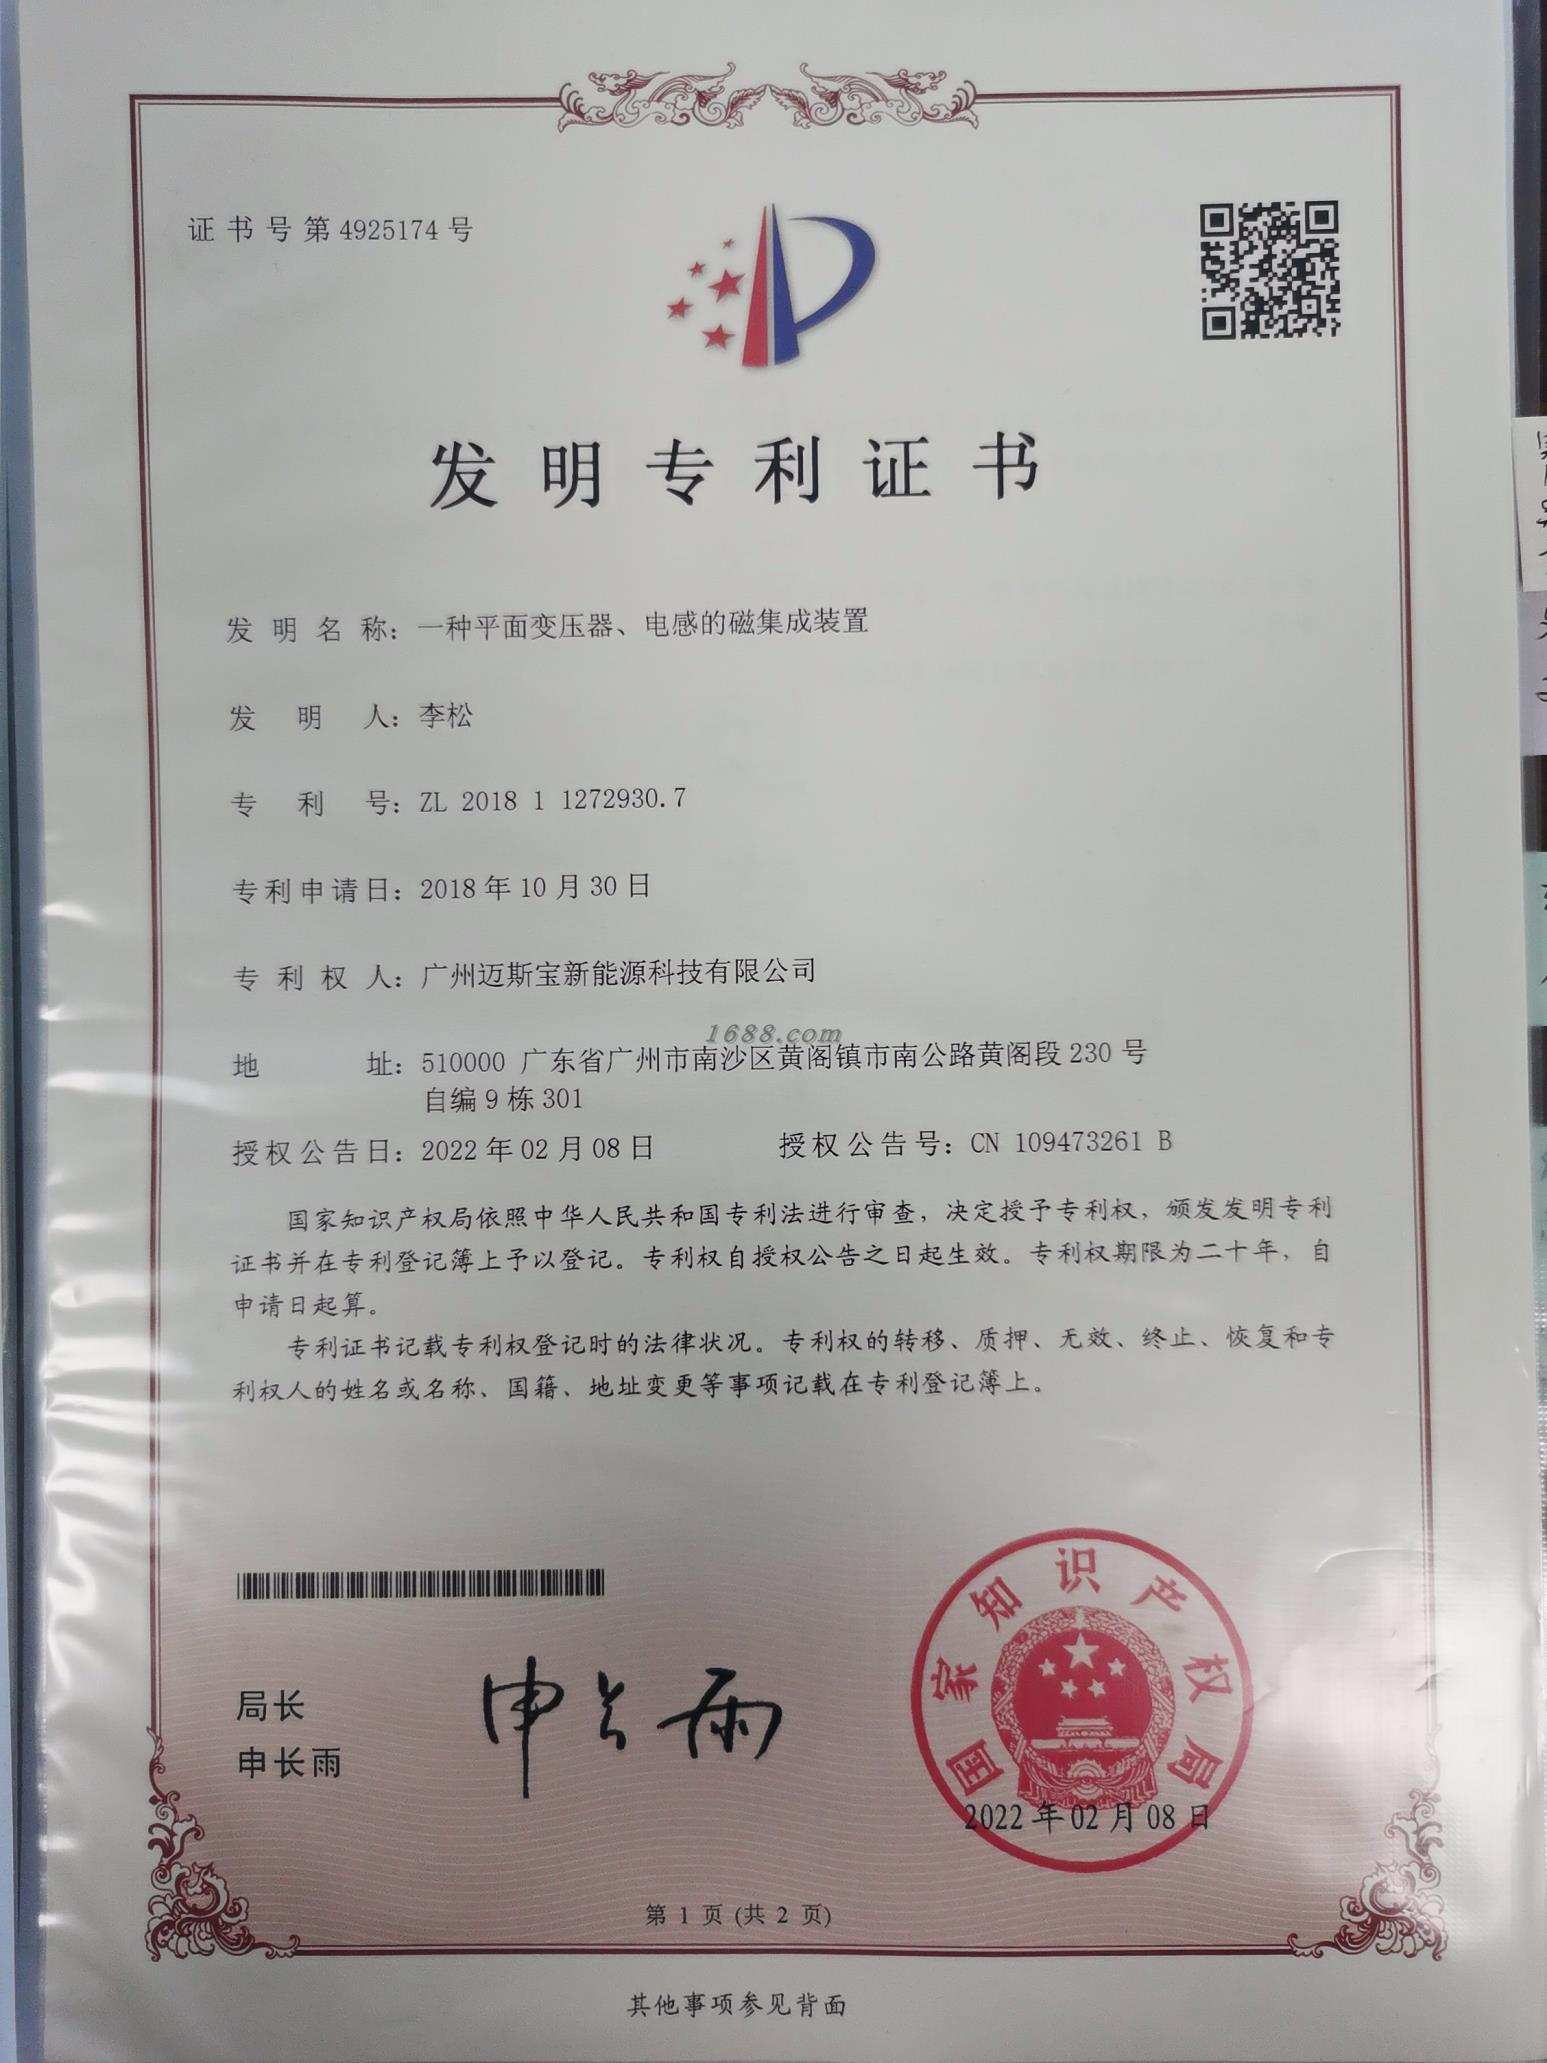 证书号第4925174号
发明专利证书
发明名称：一种平面变压器、电感的磁集成装置
发明人：李松
专利号：ZL 2018 1 1272930.7
专利申请日：2018年10月30日
专利权人：广州迈斯宝新能源科技有限公司
1688.com
地址：510000 广东省广州市南沙区黄阁镇市南公路黄阁段230号
自编9栋301
授权公告日：2022年02月08日 授权公告号：CN 109473261 B
国家知识产权局依照中华人民共和国专利法进行审查，决定授予专利权，颁发发明专利
证书并在专利登记簿上予以登记。专利权自授权公告之日起生效。专利权期限为二十年，自
申请日起算。
专利证书记载专利权登记时的法律状况。专利权的转移、质押、无效、终止、恢复和专
利权人的姓名或名称、国籍、地址变更等事项记载在专利登记簿上。
国家知识产权局
局长
申长雨
申长雨
2022年02月08日
第 1 页 (共 2 页)
其他事项参见背面